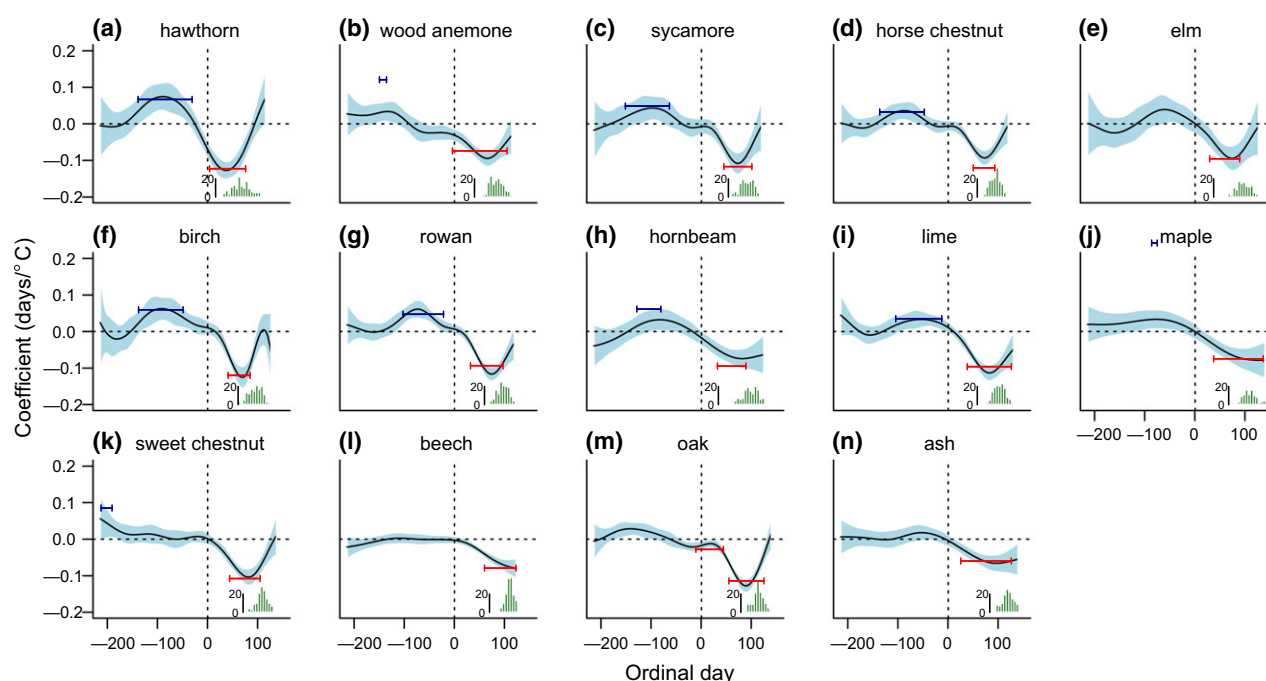 (a) hawthorn
(b) wood anemone
(c) sycamore
(d) horse chestnut
(e) elm
0.2
0.1
0.0
—0.1
—0.2
20
0
20
0
20
0
20
0
20
0
(f) birch
(g) rowan
(h) hornbeam
(i) lime
(j) maple
0.2
0.1
0.0
—0.1
—0.2
20
0
20
0
20
0
20
0
20
0
—200 —100 0 100
(k) sweet chestnut
(l) beech
(m) oak
(n) ash
0.2
0.1
0.0
—0.1
—0.2
20
0
20
0
20
0
20
0
—200 —100 0 100
—200 —100 0 100
—200 —100 0 100
—200 —100 0 100
Coefficient (days/°C)
Ordinal day